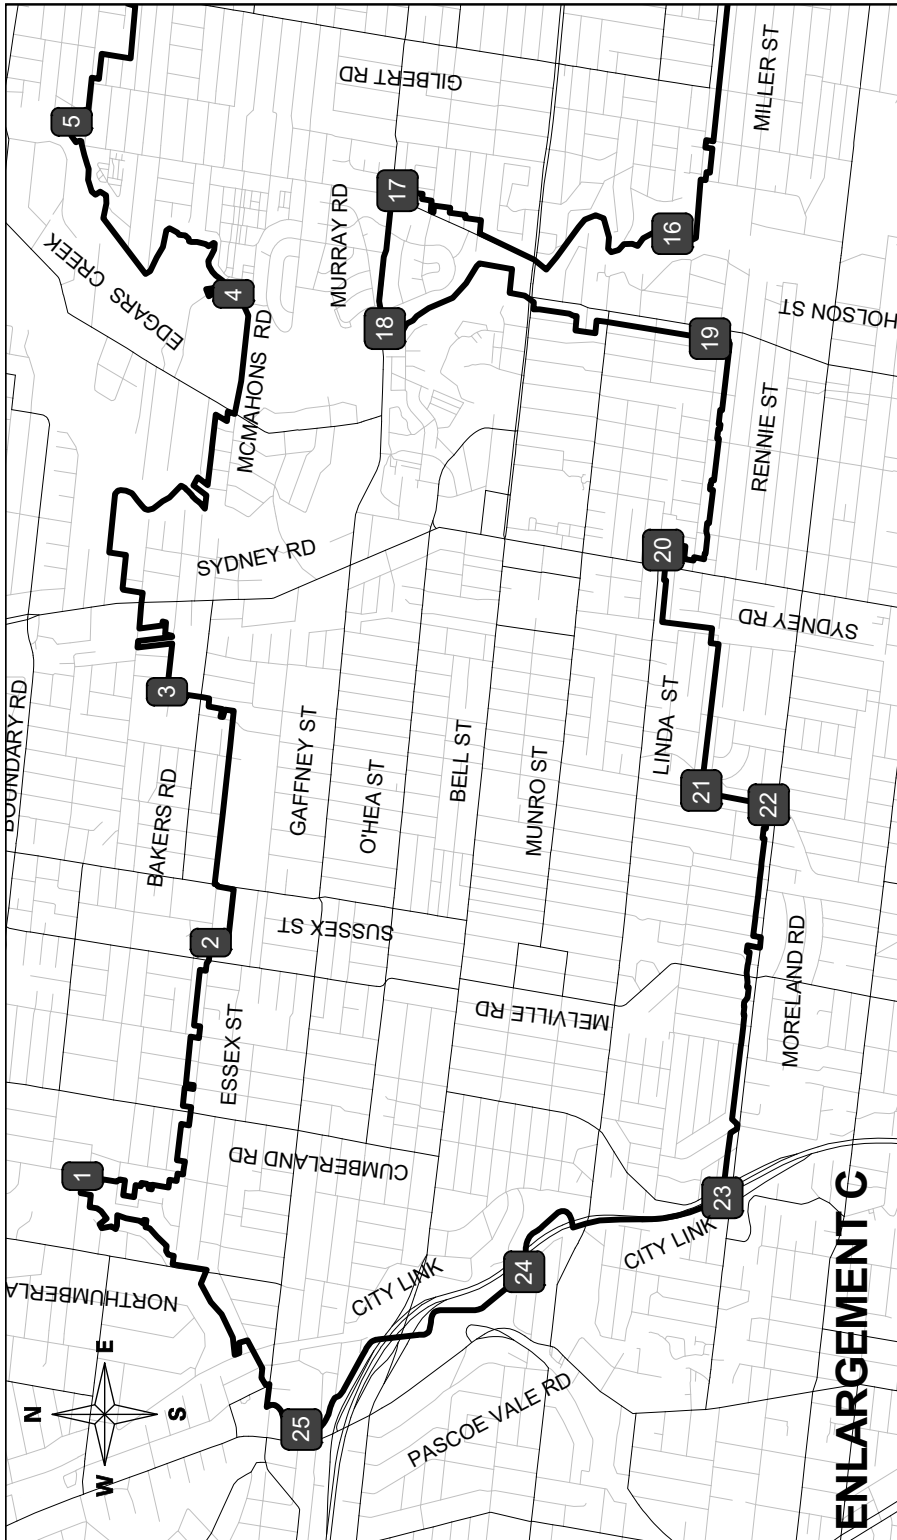 NORTHUMBERLA
BOUNDARY RD
N
W
E
S
1
5
EDGARS CREEK
BAKERS RD
3
2
4
ESSEX ST
MCMAHONS RD
SYDNEY RD
CUMBERLAND RD
25
GAFFNEY ST
SUSSEX ST
MURRAY RD
GILBERT RD
O'HEA ST
18
17
CITY LINK
BELL ST
PASCOE VALE RD
MELVILLE RD
24
MUNRO ST
CITY LINK
LINDA ST
20
16
21
19
23
22
MORELAND RD
SYDNEY RD
RENNIE ST
MILLER ST
HOLSON ST
ENLARGEMENT C